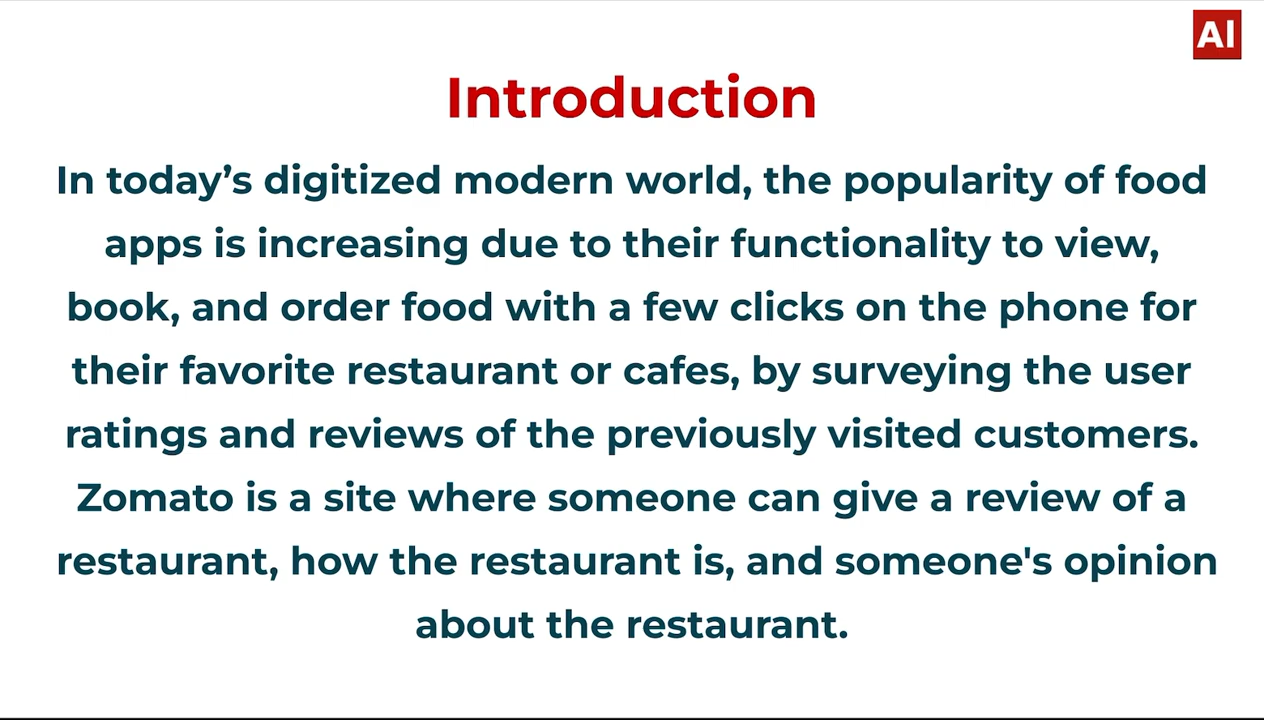 AI
Introduction
In today’s digitized modern world, the popularity of food
apps is increasing due to their functionality to view,
book, and order food with a few clicks on the phone for
their favorite restaurant or cafes, by surveying the user
ratings and reviews of the previously visited customers.
Zomato is a site where someone can give a review of a
restaurant, how the restaurant is, and someone's opinion
about the restaurant.